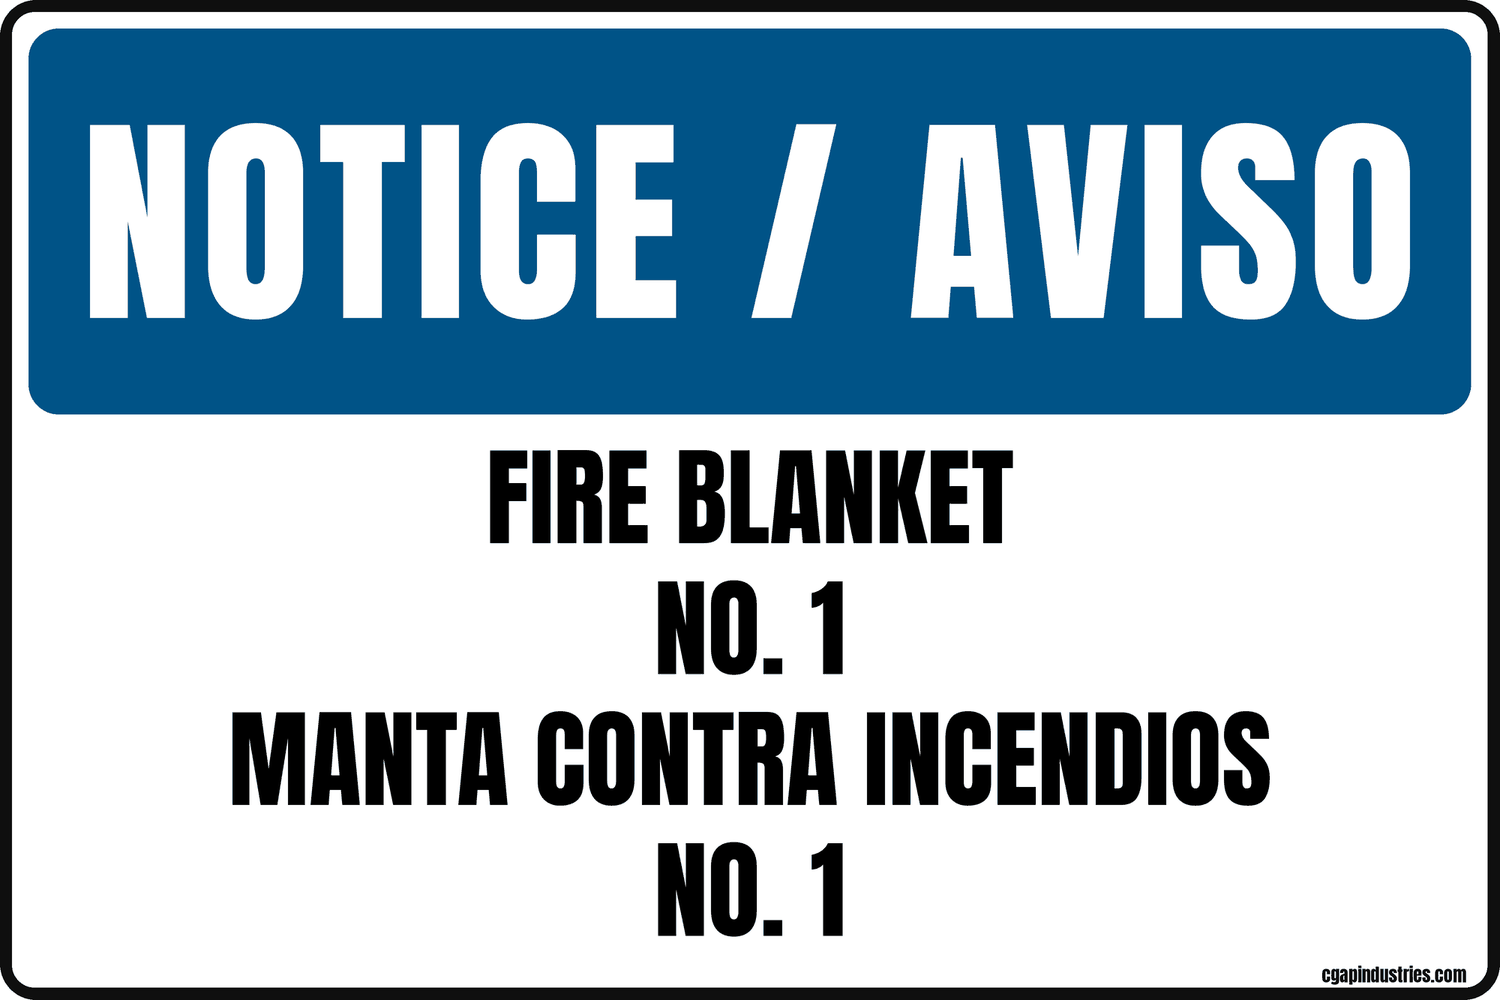 NOTICE / AVISO
FIRE BLANKET
NO. 1
MANTA CONTRA INCENDIOS
NO. 1
cgapindustries.com